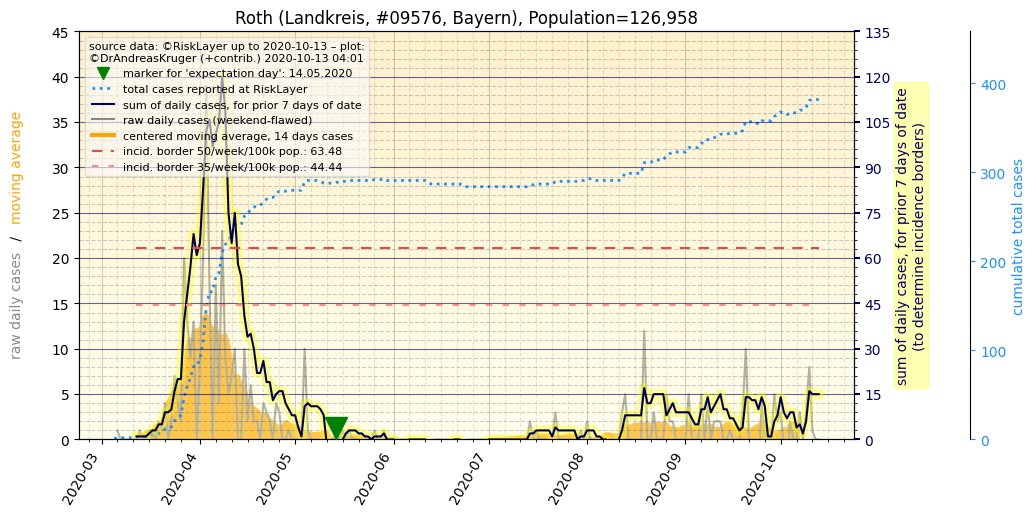 Roth (Landkreis, #09576, Bayern), Population=126,958
source data: ©RiskLayer up to 2020-10-13 – plot:
©DrAndreasKruger (+contrib.) 2020-10-13 04:01
marker for 'expectation day': 14.05.2020
total cases reported at RiskLayer
sum of daily cases, for prior 7 days of date
raw daily cases (weekend-flawed)
centered moving average, 14 days cases
incid. border 50/week/100k pop.: 63.48
incid. border 35/week/100k pop.: 44.44
raw daily cases / moving average
45
40
35
30
25
20
15
10
5
0
2020-03
2020-04
2020-05
2020-06
2020-07
2020-08
2020-09
2020-10
135
120
105
90
75
60
45
30
15
0
sum of daily cases, for prior 7 days of date
(to determine incidence borders)
400
300
200
100
0
cumulative total cases